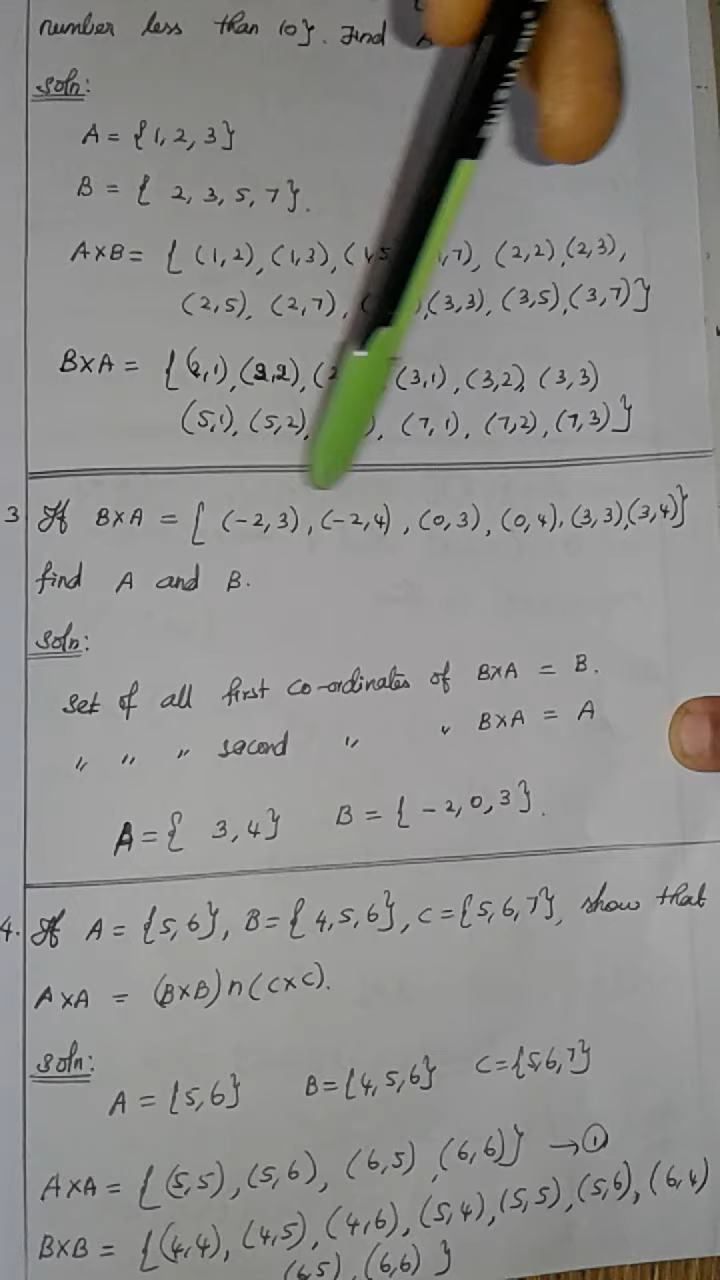 number less than 10}. Find
Soln:
A = {1, 2, 3}
B = { 2, 3, 5, 7}.
A×B = { (1,2), (1,3), (1,5 ,7), (2,2), (2,3),
(2,5), (2,7), ( ), (3,3), (3,5), (3,7)}
B×A = {(2,1), (2,2), (2 (3,1), (3,2), (3,3)
(5,1), (5,2), ), (7,1), (7,2), (7,3)}
3 If B×A = { (-2,3), (-2,4), (0,3), (0,4), (3,3), (3,4)}
find A and B.
Soln:
Set of all first co-ordinates of B×A = B.
〃 〃 〃 second 〃 〃 B×A = A
A = { 3, 4} B = { -2, 0, 3}.
4. If A = {5,6}, B = {4,5,6}, C = {5,6,7}, show that
A×A = (B×B) ∩ (C×C).
Soln:
A = {5,6} B = {4,5,6} C = {5,6,7}
A×A = {(5,5), (5,6), (6,5), (6,6)} → ①
B×B = {(4,4), (4,5), (4,6), (5,4), (5,5), (5,6), (6,4)
(6,5), (6,6) }